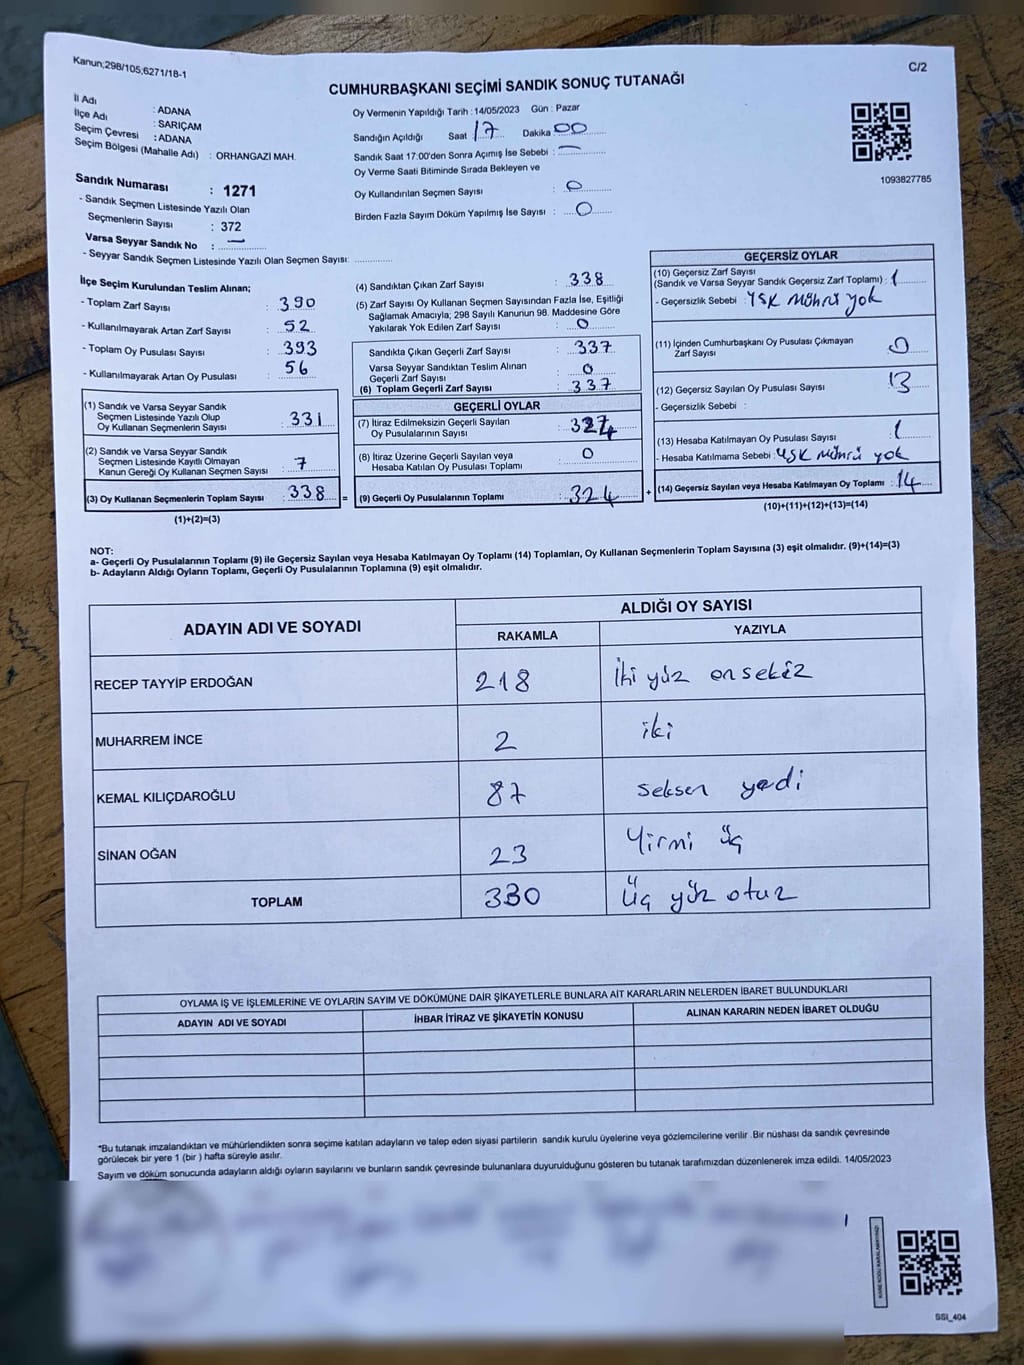 Kanun;298/105,6271/18-1
C/2
CUMHURBAŞKANI SEÇİMİ SANDIK SONUÇ TUTANAĞI
İl Adı : ADANA
İlçe Adı : SARIÇAM
Seçim Çevresi : ADANA
Seçim Bölgesi (Mahalle Adı) : ORHANGAZİ MAH.
Sandık Numarası : 1271
- Sandık Seçmen Listesinde Yazılı Olan
Seçmenlerin Sayısı : 372
Varsa Seyyar Sandık No : —
- Seyyar Sandık Seçmen Listesinde Yazılı Olan Seçmen Sayısı: ............
Oy Vermenin Yapıldığı Tarih : 14/05/2023 Gün : Pazar
Sandığın Açıldığı Saat 17 Dakika 00
Sandık Saat 17:00'den Sonra Açımış İse Sebebi : —
Oy Verme Saati Bitiminde Sırada Bekleyen ve
Oy Kullandırılan Seçmen Sayısı : 0
Birden Fazla Sayım Döküm Yapılmış İse Sayısı : 0
1093827785
İlçe Seçim Kurulundan Teslim Alınan;
- Toplam Zarf Sayısı : 390
- Kullanılmayarak Artan Zarf Sayısı : 52
- Toplam Oy Pusulası Sayısı : 393
- Kullanılmayarak Artan Oy Pusulası : 56
(1) Sandık ve Varsa Seyyar Sandık
Seçmen Listesinde Yazılı Olup
Oy Kullanan Seçmenlerin Sayısı : 331
(2) Sandık ve Varsa Seyyar Sandık
Seçmen Listesinde Kayıtlı Olmayan
Kanun Gereği Oy Kullanan Seçmen Sayısı : 7
(3) Oy Kullanan Seçmenlerin Toplam Sayısı : 338 =
(1)+(2)=(3)
(4) Sandıktan Çıkan Zarf Sayısı : 338
(5) Zarf Sayısı Oy Kullanan Seçmen Sayısından Fazla İse, Eşitliği
Sağlamak Amacıyla; 298 Sayılı Kanunun 98. Maddesine Göre
Yakılarak Yok Edilen Zarf Sayısı : 0
Sandıkta Çıkan Geçerli Zarf Sayısı : 337
Varsa Seyyar Sandıktan Teslim Alınan
Geçerli Zarf Sayısı : 0
(6) Toplam Geçerli Zarf Sayısı : 337
GEÇERLİ OYLAR
(7) İtiraz Edilmeksizin Geçerli Sayılan
Oy Pusulalarının Sayısı : 324
(8) İtiraz Üzerine Geçerli Sayılan veya
Hesaba Katılan Oy Pusulası Toplamı : 0
(9) Geçerli Oy Pusulalarının Toplamı : 324 +
GEÇERSİZ OYLAR
(10) Geçersiz Zarf Sayısı
(Sandık ve Varsa Seyyar Sandık Geçersiz Zarf Toplamı) : 1
- Geçersizlik Sebebi : YSK Mührü yok
(11) İçinden Cumhurbaşkanı Oy Pusulası Çıkmayan
Zarf Sayısı : 0
(12) Geçersiz Sayılan Oy Pusulası Sayısı : 13
- Geçersizlik Sebebi :
(13) Hesaba Katılmayan Oy Pusulası Sayısı : 1
- Hesaba Katılmama Sebebi : YSK Mührü yok
(14) Geçersiz Sayılan veya Hesaba Katılmayan Oy Toplamı : 14
(10)+(11)+(12)+(13)=(14)
NOT:
a- Geçerli Oy Pusulalarının Toplamı (9) ile Geçersiz Sayılan veya Hesaba Katılmayan Oy Toplamı (14) Toplamları, Oy Kullanan Seçmenlerin Toplam Sayısına (3) eşit olmalıdır. (9)+(14)=(3)
b- Adayların Aldığı Oyların Toplamı, Geçerli Oy Pusulalarının Toplamına (9) eşit olmalıdır.
ADAYIN ADI VE SOYADI
ALDIĞI OY SAYISI
RAKAMLA YAZIYLA
RECEP TAYYİP ERDOĞAN 218 İki yüz onsekiz
MUHARREM İNCE 2 iki
KEMAL KILIÇDAROĞLU 87 seksen yedi
SİNAN OĞAN 23 Yirmi üç
TOPLAM 330 Üç yüz otuz
OYLAMA İŞ VE İŞLEMLERİNE VE OYLARIN SAYIM VE DÖKÜMÜNE DAİR ŞİKAYETLERLE BUNLARA AİT KARARLARIN NELERDEN İBARET BULUNDUKLARI
ADAYIN ADI VE SOYADI İHBAR İTİRAZ VE ŞİKAYETİN KONUSU ALINAN KARARIN NEDEN İBARET OLDUĞU
*Bu tutanak imzalandıktan ve mühürlendikten sonra seçime katılan adayların ve talep eden siyasi partilerin sandık kurulu üyelerine veya gözlemcilerine verilir .Bir nüshası da sandık çevresinde
görülecek bir yere 1 (bir ) hafta süreyle asılır.
Sayım ve döküm sonucunda adayların aldığı oyların sayılarını ve bunların sandık çevresinde bulunanlara duyurulduğunu gösteren bu tutanak tarafımızdan düzenlenerek imza edildi. 14/05/2023
SSI_404